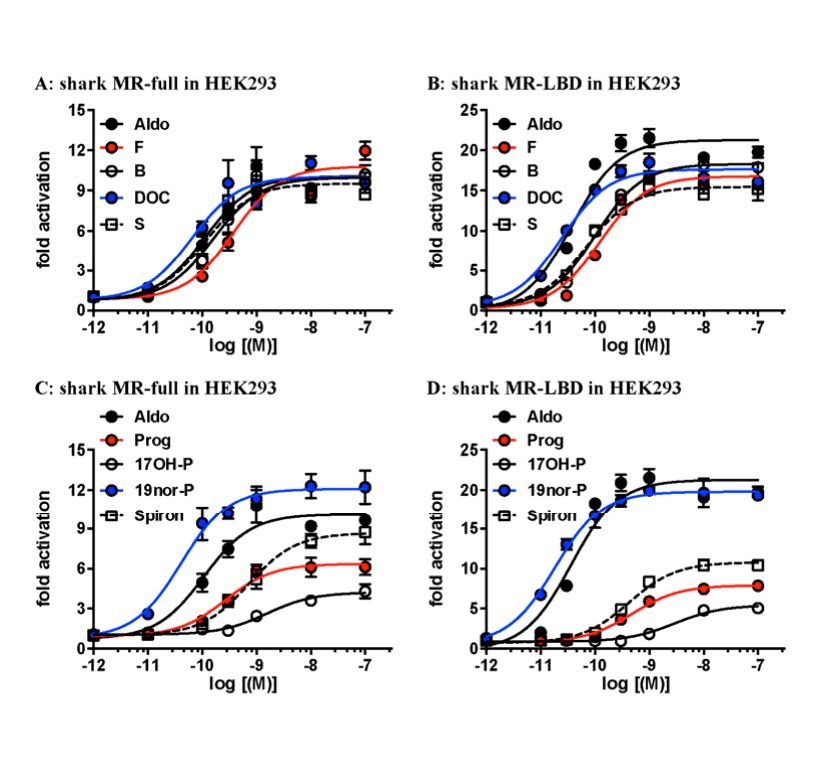 A: shark MR-full in HEK293
15
12
9
6
3
0
fold activation
Aldo
F
B
DOC
S
-12 -11 -10 -9 -8 -7
log [(M)]
B: shark MR-LBD in HEK293
25
20
15
10
5
0
fold activation
Aldo
F
B
DOC
S
-12 -11 -10 -9 -8 -7
log [(M)]
C: shark MR-full in HEK293
15
12
9
6
3
0
fold activation
Aldo
Prog
17OH-P
19nor-P
Spiron
-12 -11 -10 -9 -8 -7
log [(M)]
D: shark MR-LBD in HEK293
25
20
15
10
5
0
fold activation
Aldo
Prog
17OH-P
19nor-P
Spiron
-12 -11 -10 -9 -8 -7
log [(M)]